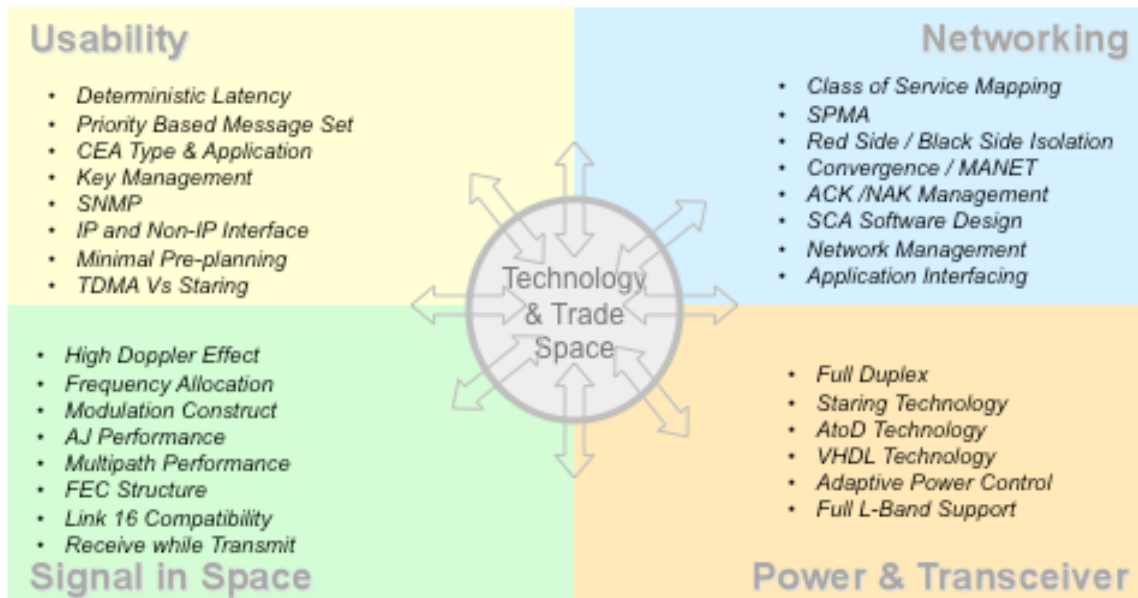 Usability
• Deterministic Latency
• Priority Based Message Set
• CEA Type & Application
• Key Management
• SNMP
• IP and Non-IP Interface
• Minimal Pre-planning
• TDMA Vs Staring
Networking
• Class of Service Mapping
• SPMA
• Red Side / Black Side Isolation
• Convergence / MANET
• ACK /NAK Management
• SCA Software Design
• Network Management
• Application Interfacing
Technology
& Trade
Space
• High Doppler Effect
• Frequency Allocation
• Modulation Construct
• AJ Performance
• Multipath Performance
• FEC Structure
• Link 16 Compatibility
• Receive while Transmit
Signal in Space
• Full Duplex
• Staring Technology
• AtoD Technology
• VHDL Technology
• Adaptive Power Control
• Full L-Band Support
Power & Transceiver